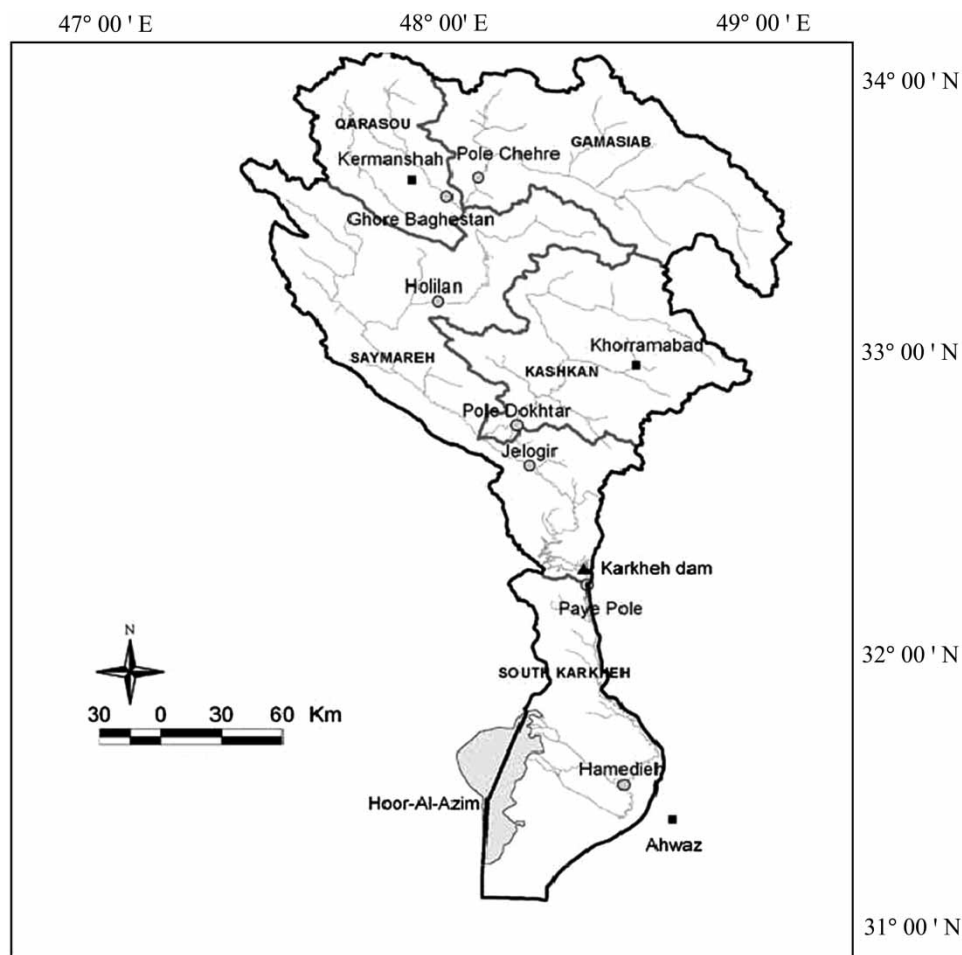 47° 00 ' E 48° 00' E 49° 00 ' E
34° 00 ' N
QARASOU
GAMASIAB
Kermanshah Pole Chehre
Ghore Baghestan
Holilan
Khorramabad 33° 00 ' N
SAYMAREH
KASHKAN
Pole Dokhtar
Jelogir
Karkheh dam
Paye Pole
N
32° 00 ' N
SOUTH KARKHEH
30 0 30 60 Km
Hamedieh
Hoor-Al-Azim
Ahwaz
31° 00 ' N